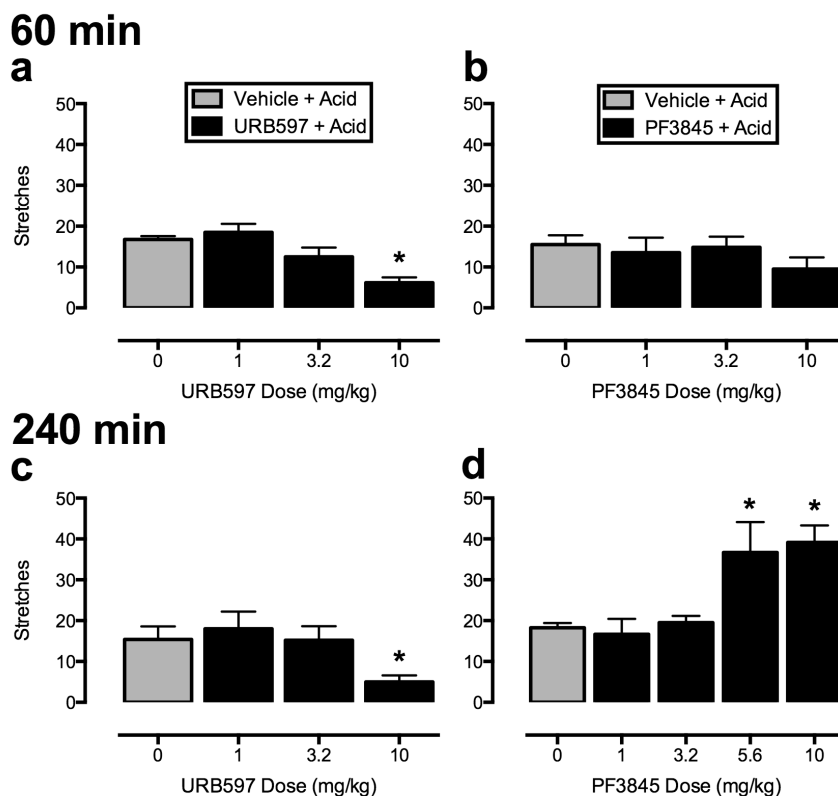 60 min
a
b
Vehicle + Acid
URB597 + Acid
Vehicle + Acid
PF3845 + Acid
50
40
30
20
10
0
Stretches
*
0 1 3.2 10
URB597 Dose (mg/kg)
50
40
30
20
10
0
0 1 3.2 10
PF3845 Dose (mg/kg)
240 min
c
d
50
40
30
20
10
0
Stretches
*
0 1 3.2 10
URB597 Dose (mg/kg)
50
40
30
20
10
0
* *
0 1 3.2 5.6 10
PF3845 Dose (mg/kg)